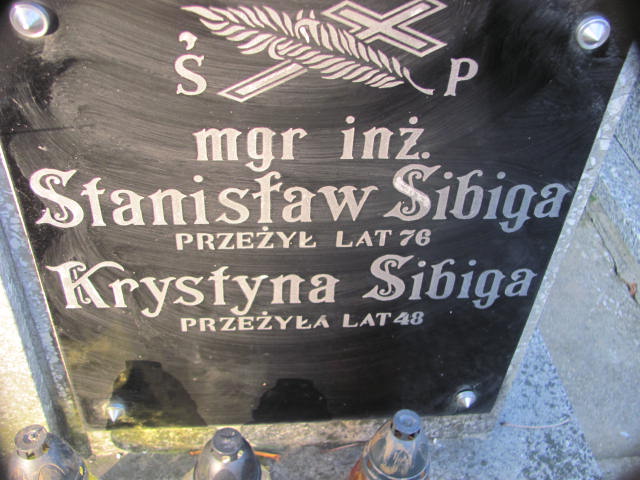 Ś P
mgr inż.
Stanisław Sibiga
PRZEŻYŁ LAT 76
Krystyna Sibiga
PRZEŻYŁA LAT 48